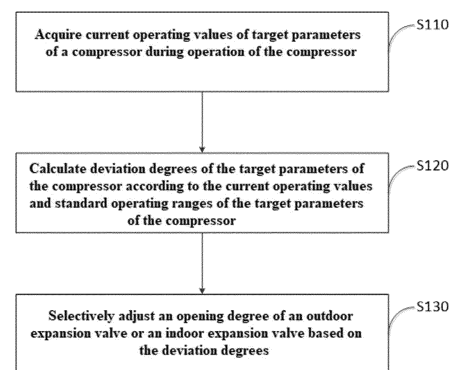 S110
Acquire current operating values of target parameters
of a compressor during operation of the compressor
S120
Calculate deviation degrees of the target parameters of
the compressor according to the current operating values
and standard operating ranges of the target parameters
of the compressor
S130
Selectively adjust an opening degree of an outdoor
expansion valve or an indoor expansion valve based on
the deviation degrees